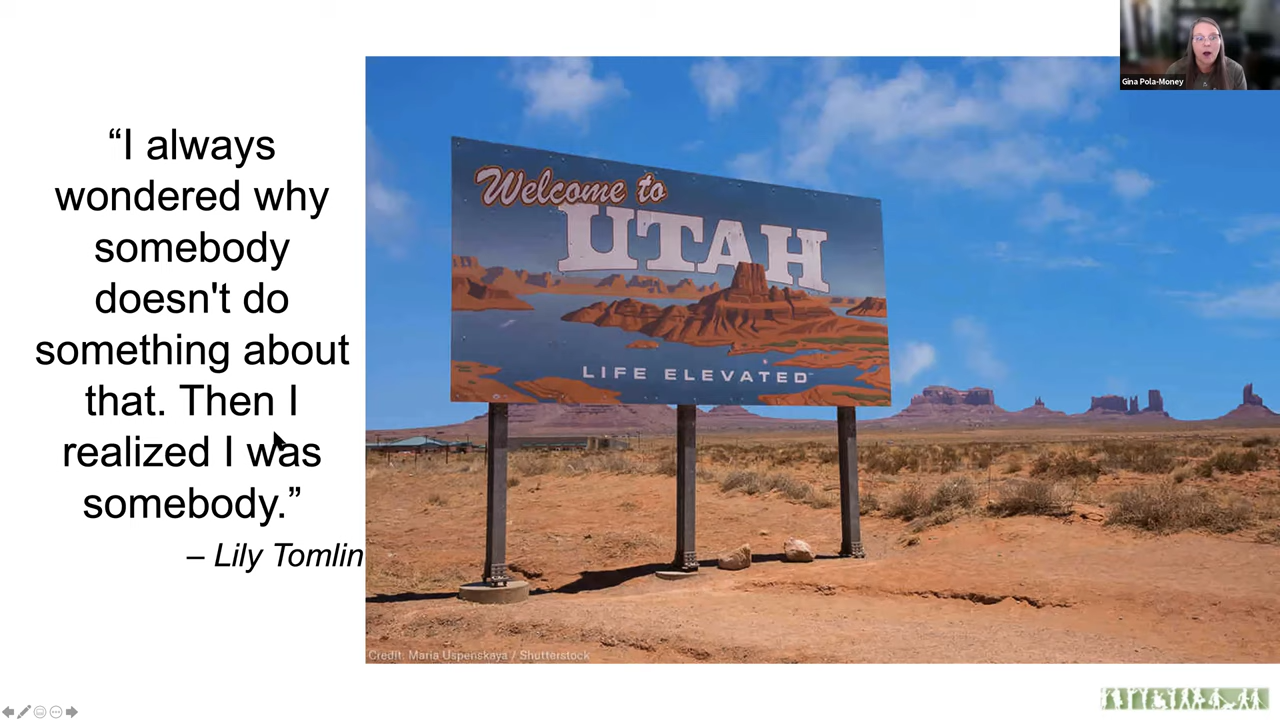 Gina Pola-Money
“I always
wondered why
somebody
doesn't do
something about
that. Then I
realized I was
somebody.”
– Lily Tomlin
Welcome to
UTAH
LIFE ELEVATED
Credit: Maria Uspenskaya / Shutterstock